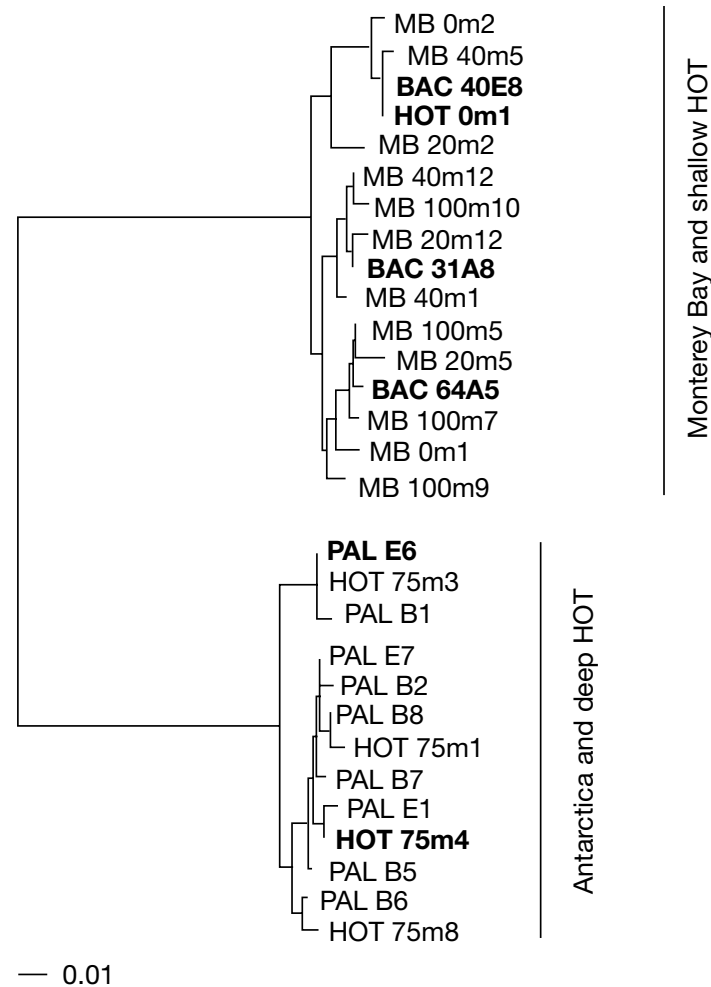 MB 0m2
MB 40m5
BAC 40E8
HOT 0m1
MB 20m2
MB 40m12
MB 100m10
MB 20m12
BAC 31A8
MB 40m1
MB 100m5
MB 20m5
BAC 64A5
MB 100m7
MB 0m1
MB 100m9
Monterey Bay and shallow HOT
PAL E6
HOT 75m3
PAL B1
PAL E7
PAL B2
PAL B8
HOT 75m1
PAL B7
PAL E1
HOT 75m4
PAL B5
PAL B6
HOT 75m8
Antarctica and deep HOT
0.01